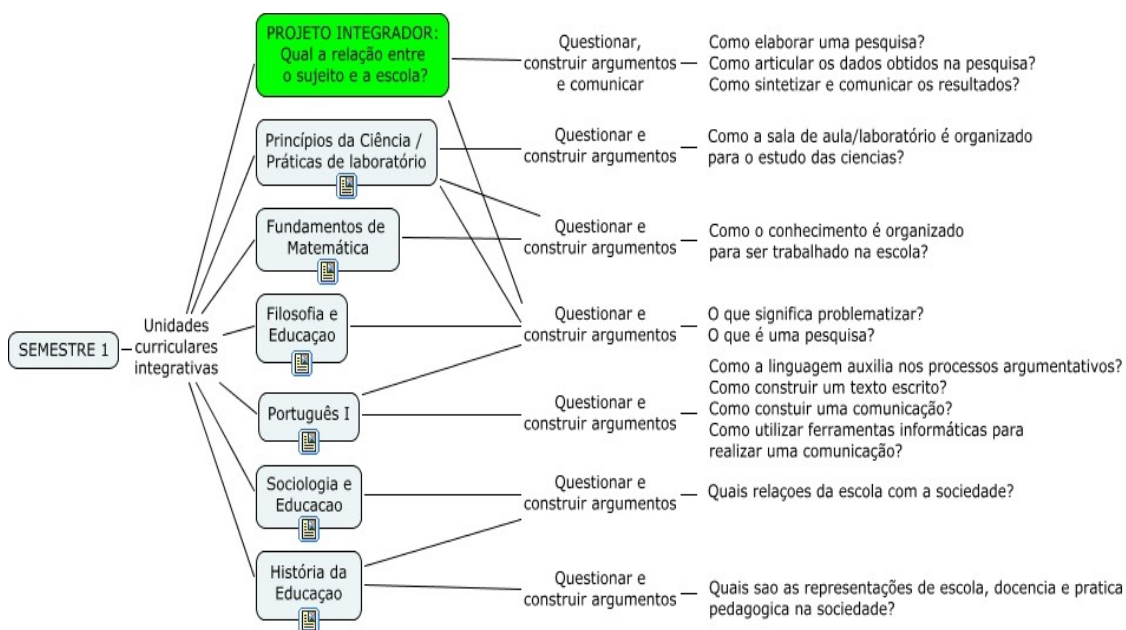 SEMESTRE 1
Unidades
curriculares
integrativas
PROJETO INTEGRADOR:
Qual a relação entre
o sujeito e a escola?
Questionar,
construir argumentos
e comunicar
Como elaborar uma pesquisa?
Como articular os dados obtidos na pesquisa?
Como sintetizar e comunicar os resultados?
Princípios da Ciência /
Práticas de laboratório
Questionar e
construir argumentos
Como a sala de aula/laboratório é organizado
para o estudo das ciencias?
Fundamentos de
Matemática
Questionar e
construir argumentos
Como o conhecimento é organizado
para ser trabalhado na escola?
Filosofia e
Educaçao
Questionar e
construir argumentos
O que significa problematizar?
O que é uma pesquisa?
Português I
Questionar e
construir argumentos
Como a linguagem auxilia nos processos argumentativos?
Como construir um texto escrito?
Como constuir uma comunicação?
Como utilizar ferramentas informáticas para
realizar uma comunicação?
Sociologia e
Educacao
Questionar e
construir argumentos
Quais relaçoes da escola com a sociedade?
História da
Educaçao
Questionar e
construir argumentos
Quais sao as representações de escola, docencia e pratica
pedagogica na sociedade?